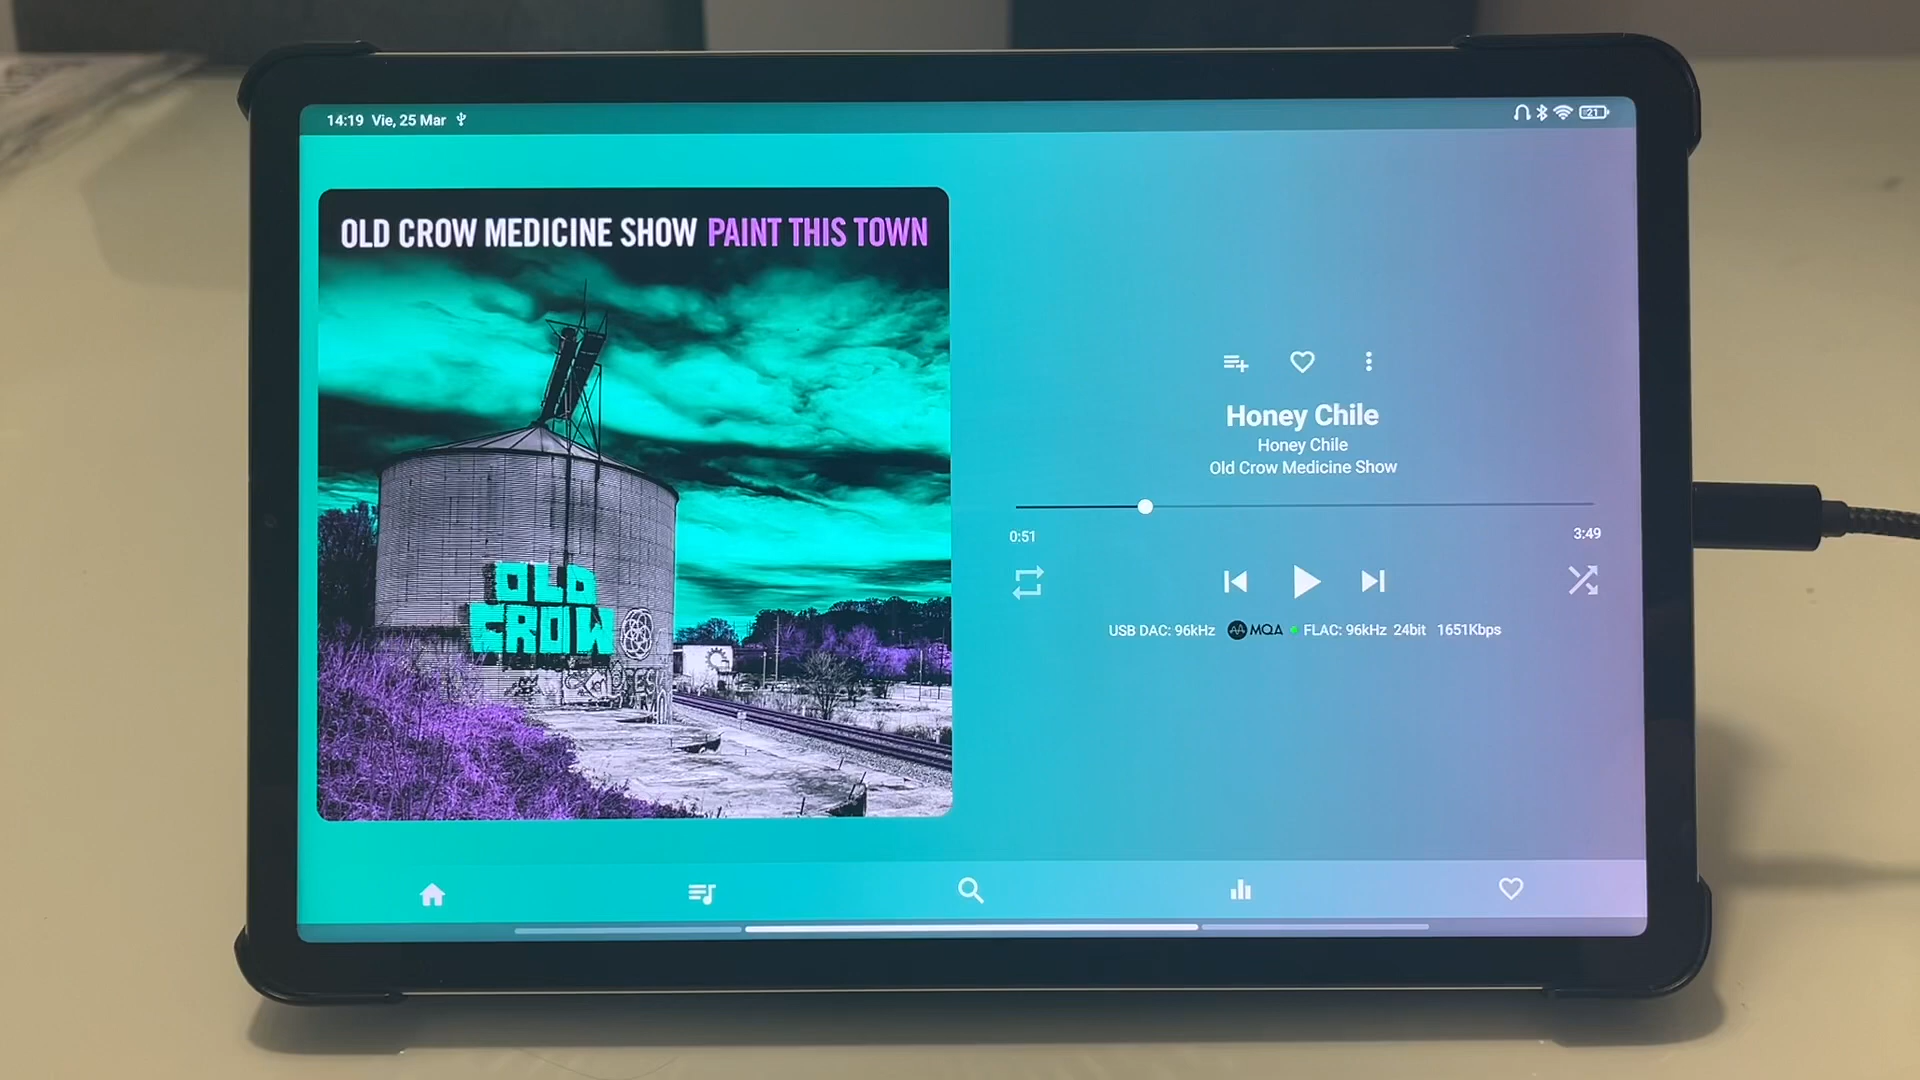 14:19 Vie, 25 Mar
21
OLD CROW MEDICINE SHOW PAINT THIS TOWN
OLD
CROW
Honey Chile
Honey Chile
Old Crow Medicine Show
0:51
3:49
USB DAC: 96kHz MQA FLAC: 96kHz 24bit 1651Kbps